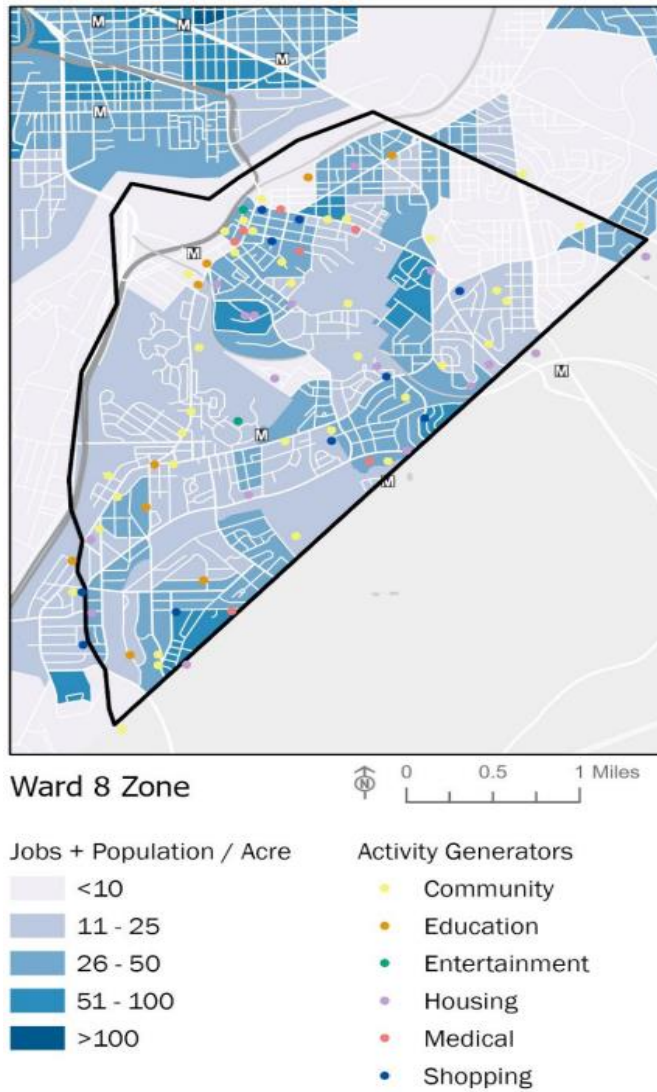 M
M
M
M
M
M
M
M
Ward 8 Zone
N
0 0.5 1 Miles
Jobs + Population / Acre
<10
11 - 25
26 - 50
51 - 100
>100
Activity Generators
Community
Education
Entertainment
Housing
Medical
Shopping